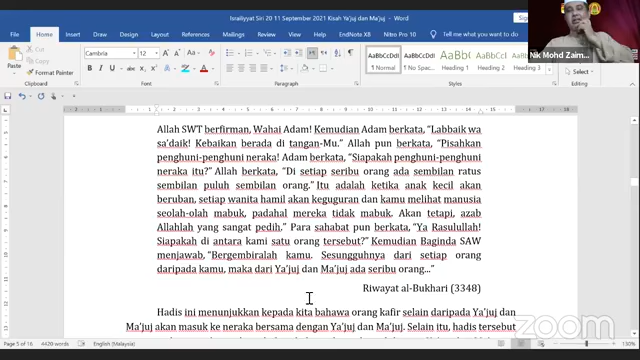 Israiliyyat Siri 20 11 September 2021 Kisah Ya'juj dan Ma'juj - Word
File
Home
Insert
Draw
Design
Layout
References
Mailings
Review
View
Help
EndNote X8
Nitro Pro 10
Cut
Copy
Format Painter
Paste
Clipboard
Cambria
12
Font
Paragraph
AaBbCcDdI
AaBbCcDdI
AaBbC
AaBbCc
AaBbCcD
1 Normal
1 No Spac...
Heading 1
Heading 2
Heading 3
Styles
Select
Editing
Nik Mohd Zaim...
Allah SWT berfirman, Wahai Adam! Kemudian Adam berkata, "Labbaik wa
sa'daik! Kebaikan berada di tangan-Mu." Allah pun berkata, "Pisahkan
penghuni-penghuni neraka! Adam berkata, "Siapakah penghuni-penghuni
neraka itu?" Allah berkata, "Di setiap seribu orang ada sembilan ratus
sembilan puluh sembilan orang." Itu adalah ketika anak kecil akan
beruban, setiap wanita hamil akan keguguran dan kamu melihat manusia
seolah-olah mabuk, padahal mereka tidak mabuk. Akan tetapi, azab
Allahlah yang sangat pedih." Para sahabat pun berkata, "Ya Rasulullah!
Siapakah di antara kami satu orang tersebut?" Kemudian Baginda SAW
menjawab, "Bergembiralah kamu. Sesungguhnya dari setiap orang
daripada kamu, maka dari Ya'juj dan Ma'juj ada seribu orang..."
Riwayat al-Bukhari (3348)
Hadis ini menunjukkan kepada kita bahawa orang kafir selain daripada Ya'juj dan
Ma'juj akan masuk ke neraka bersama dengan Ya'juj dan Ma'juj. Selain itu, hadis tersebut
zoom
Page 5 of 16
4420 words
English (Malaysia)
130%